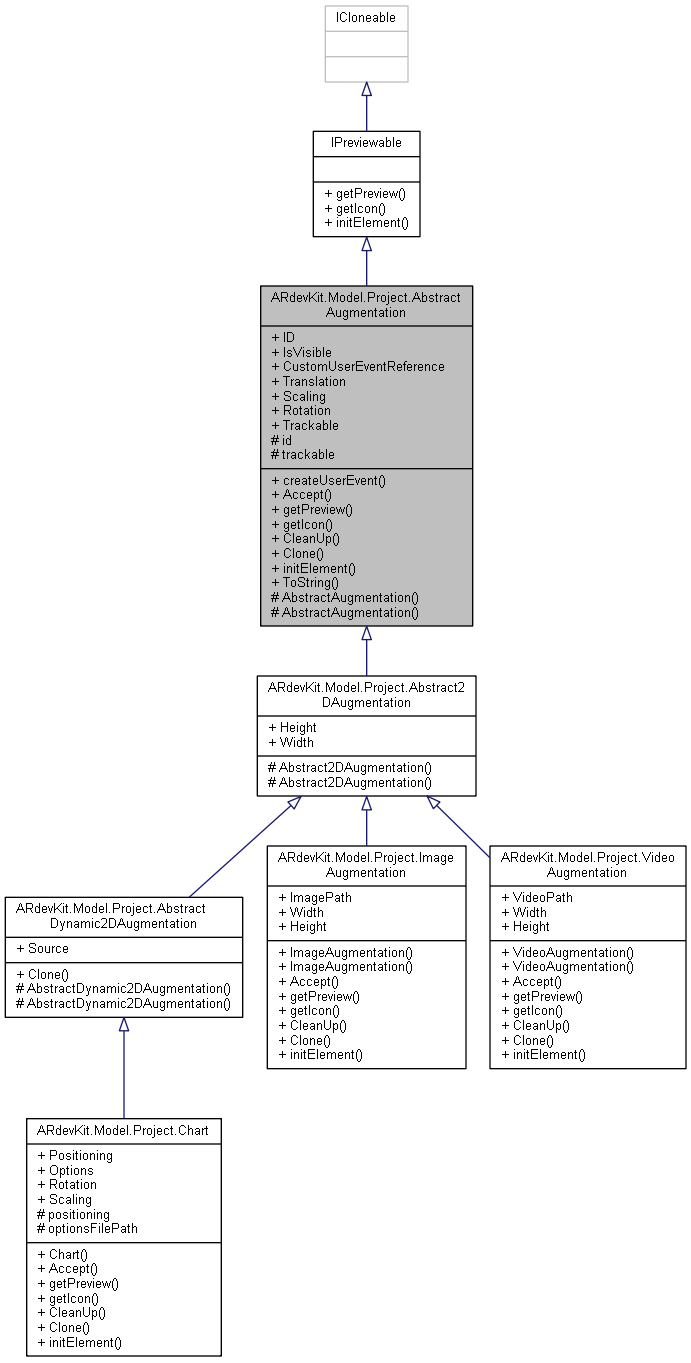 ICloneable
IPreviewable
+ getPreview()
+ getIcon()
+ initElement()
ARdevKit.Model.Project.Abstract
Augmentation
+ ID
+ IsVisible
+ CustomUserEventReference
+ Translation
+ Scaling
+ Rotation
+ Trackable
# id
# trackable
+ createUserEvent()
+ Accept()
+ getPreview()
+ getIcon()
+ CleanUp()
+ Clone()
+ initElement()
+ ToString()
# AbstractAugmentation()
# AbstractAugmentation()
ARdevKit.Model.Project.Abstract2
DAugmentation
+ Height
+ Width
# Abstract2DAugmentation()
# Abstract2DAugmentation()
ARdevKit.Model.Project.Abstract
Dynamic2DAugmentation
+ Source
+ Clone()
# AbstractDynamic2DAugmentation()
# AbstractDynamic2DAugmentation()
ARdevKit.Model.Project.Image
Augmentation
+ ImagePath
+ Width
+ Height
+ ImageAugmentation()
+ ImageAugmentation()
+ Accept()
+ getPreview()
+ getIcon()
+ CleanUp()
+ Clone()
+ initElement()
ARdevKit.Model.Project.Video
Augmentation
+ VideoPath
+ Width
+ Height
+ VideoAugmentation()
+ VideoAugmentation()
+ Accept()
+ getPreview()
+ getIcon()
+ CleanUp()
+ Clone()
+ initElement()
ARdevKit.Model.Project.Chart
+ Positioning
+ Options
+ Rotation
+ Scaling
# positioning
# optionsFilePath
+ Chart()
+ Accept()
+ getPreview()
+ getIcon()
+ CleanUp()
+ Clone()
+ initElement()